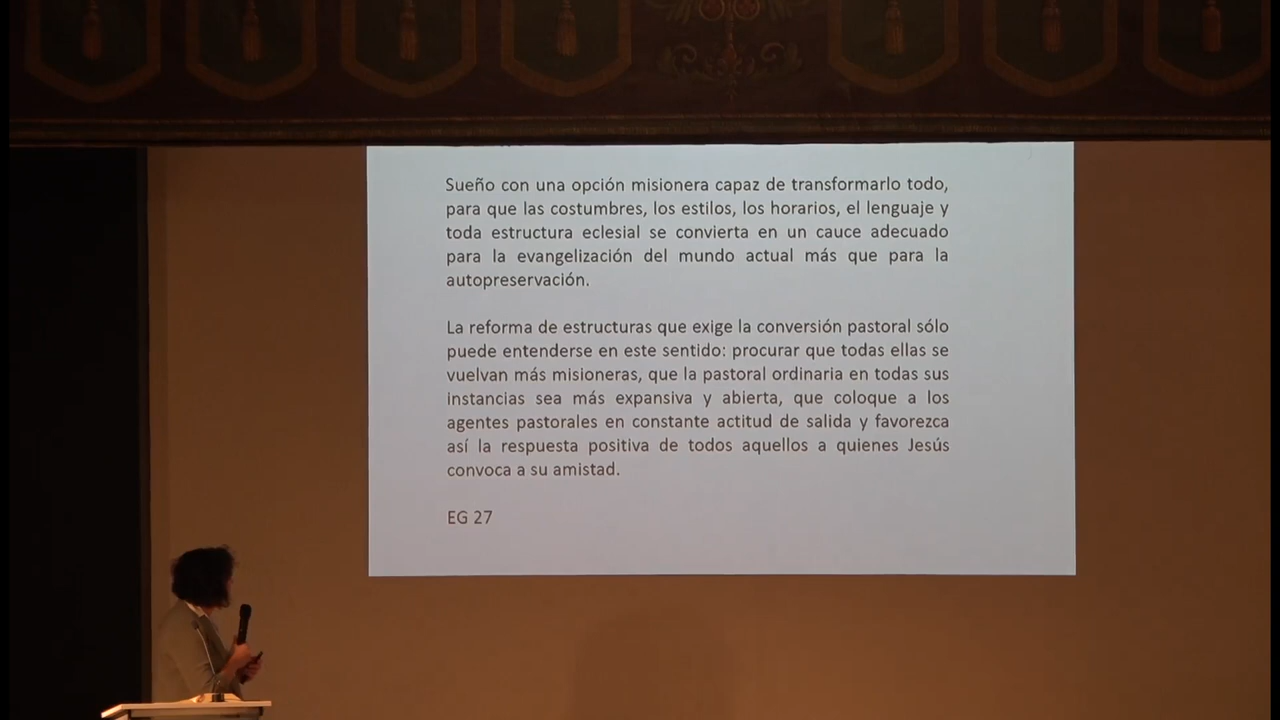 Sueño con una opción misionera capaz de transformarlo todo,
para que las costumbres, los estilos, los horarios, el lenguaje y
toda estructura eclesial se convierta en un cauce adecuado
para la evangelización del mundo actual más que para la
autopreservación.
La reforma de estructuras que exige la conversión pastoral sólo
puede entenderse en este sentido: procurar que todas ellas se
vuelvan más misioneras, que la pastoral ordinaria en todas sus
instancias sea más expansiva y abierta, que coloque a los
agentes pastorales en constante actitud de salida y favorezca
así la respuesta positiva de todos aquellos a quienes Jesús
convoca a su amistad.
EG 27